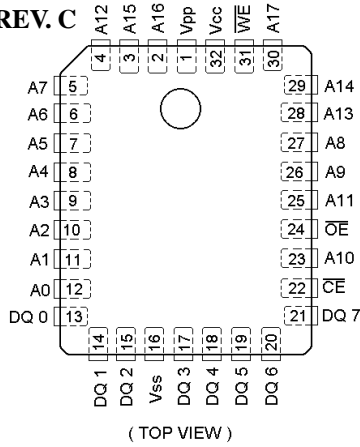 REV. C
A12 A15 A16 Vpp Vcc WE A17
4 3 2 1 32 31 30
A7 5 29 A14
A6 6 28 A13
A5 7 27 A8
A4 8 26 A9
A3 9 25 A11
A2 10 24 OE
A1 11 23 A10
A0 12 22 CE
DQ 0 13 21 DQ 7
14 15 16 17 18 19 20
DQ 1 DQ 2 Vss DQ 3 DQ 4 DQ 5 DQ 6
( TOP VIEW )